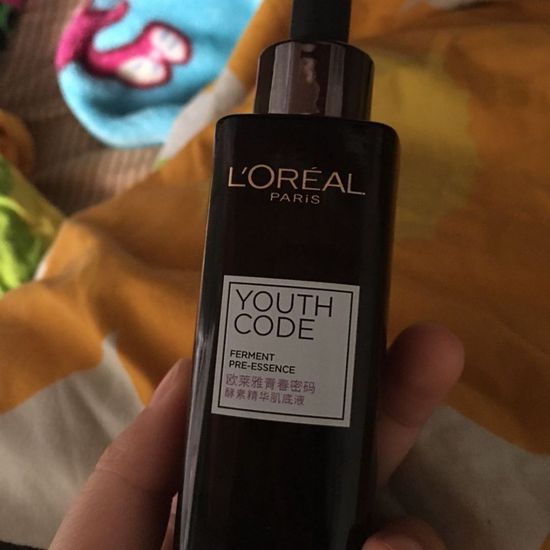 L'ORÉAL
PARiS
YOUTH
CODE
FERMENT
PRE-ESSENCE
欧莱雅青春密码
酵素精华肌底液